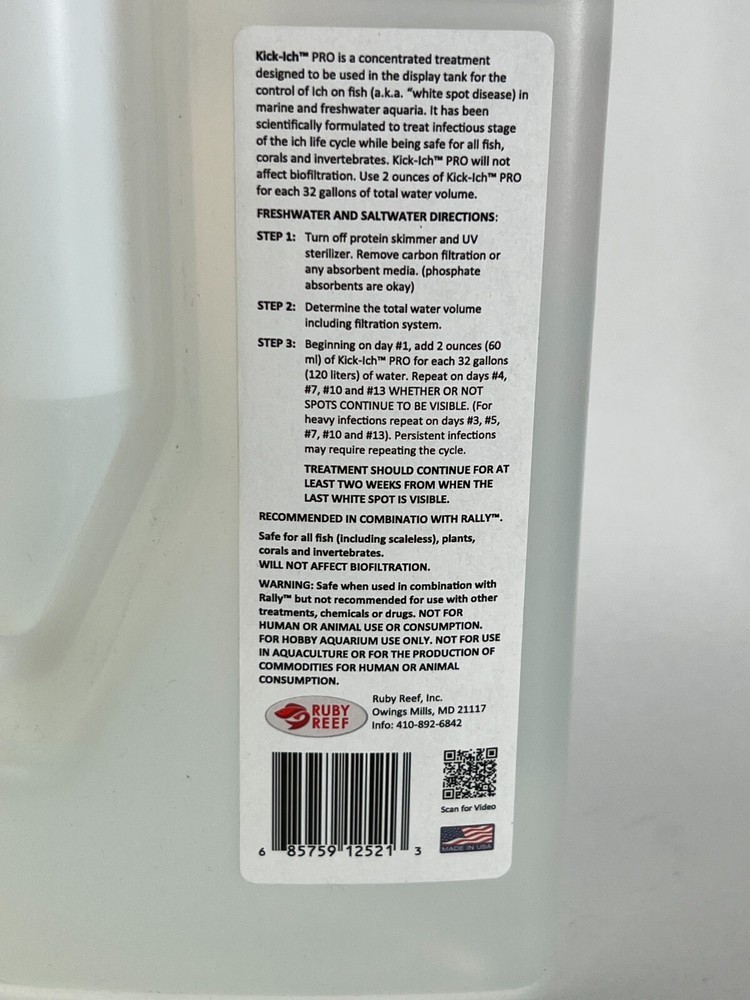 Kick-Ich™ PRO is a concentrated treatment
designed to be used in the display tank for the
control of Ich on fish (a.k.a. “white spot disease) in
marine and freshwater aquaria. It has been
scientifically formulated to treat infectious stage
of the ich life cycle while being safe for all fish,
corals and invertebrates. Kick-Ich™ PRO will not
affect biofiltration. Use 2 ounces of Kick-Ich™ PRO
for each 32 gallons of total water volume.
FRESHWATER AND SALTWATER DIRECTIONS:
STEP 1: Turn off protein skimmer and UV
sterilizer. Remove carbon filtration or
any absorbent media. (phosphate
absorbents are okay)
STEP 2: Determine the total water volume
including filtration system.
STEP 3: Beginning on day #1, add 2 ounces (60
ml) of Kick-Ich™ PRO for each 32 gallons
(120 liters) of water. Repeat on days #4,
#7, #10 and #13 WHETHER OR NOT
SPOTS CONTINUE TO BE VISIBLE. (For
heavy infections repeat on days #3, #5,
#7, #10 and #13). Persistent infections
may require repeating the cycle.
TREATMENT SHOULD CONTINUE FOR AT
LEAST TWO WEEKS FROM WHEN THE
LAST WHITE SPOT IS VISIBLE.
RECOMMENDED IN COMBINATIO WITH RALLY™.
Safe for all fish (including scaleless), plants,
corals and invertebrates.
WILL NOT AFFECT BIOFILTRATION.
WARNING: Safe when used in combination with
Rally™ but not recommended for use with other
treatments, chemicals or drugs. NOT FOR
HUMAN OR ANIMAL USE OR CONSUMPTION.
FOR HOBBY AQUARIUM USE ONLY. NOT FOR USE
IN AQUACULTURE OR FOR THE PRODUCTION OF
COMMODITIES FOR HUMAN OR ANIMAL
CONSUMPTION.
RUBY
REEF
Ruby Reef, Inc.
Owings Mills, MD 21117
Info: 410-892-6842
Scan for Video
MADE IN USA
6 85759 12521 3